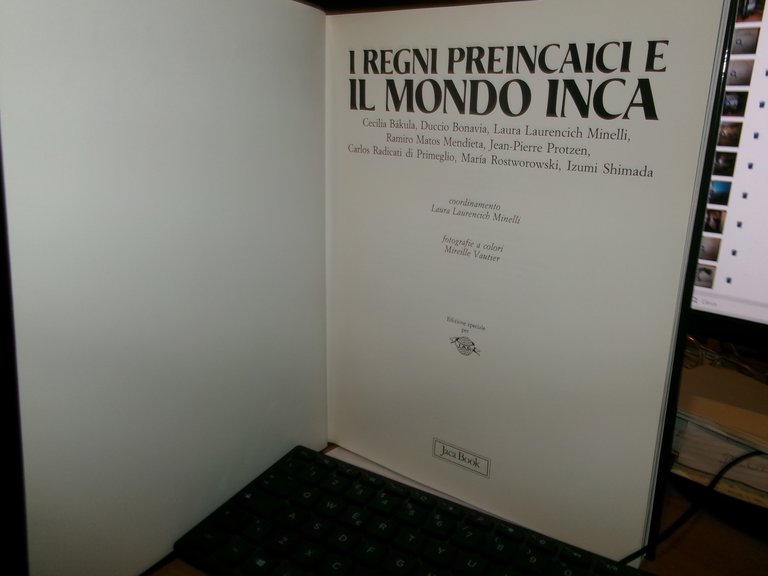 I REGNI PREINCAICI E
IL MONDO INCA
Cecilia Bákula, Duccio Bonavia, Laura Laurencich Minelli,
Ramiro Matos Mendieta, Jean-Pierre Protzen,
Carlos Radicati di Primeglio, María Rostworowski, Izumi Shimada
coordinamento
Laura Laurencich Minelli
fotografie a colori
Mireille Vautier
Edizione speciale
per
Jaca Book
Q W E R T Y U
A S D F G
Z X C